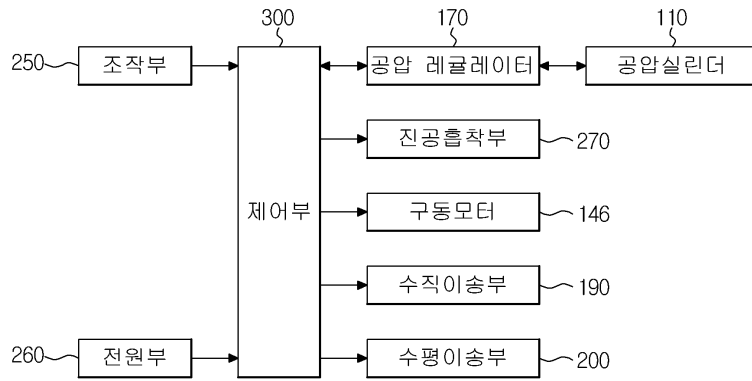 300 170 110
250 조작부 공압 레귤레이터 공압실린더
진공흡착부 270
제어부 구동모터 146
수직이송부 190
260 전원부 수평이송부 200